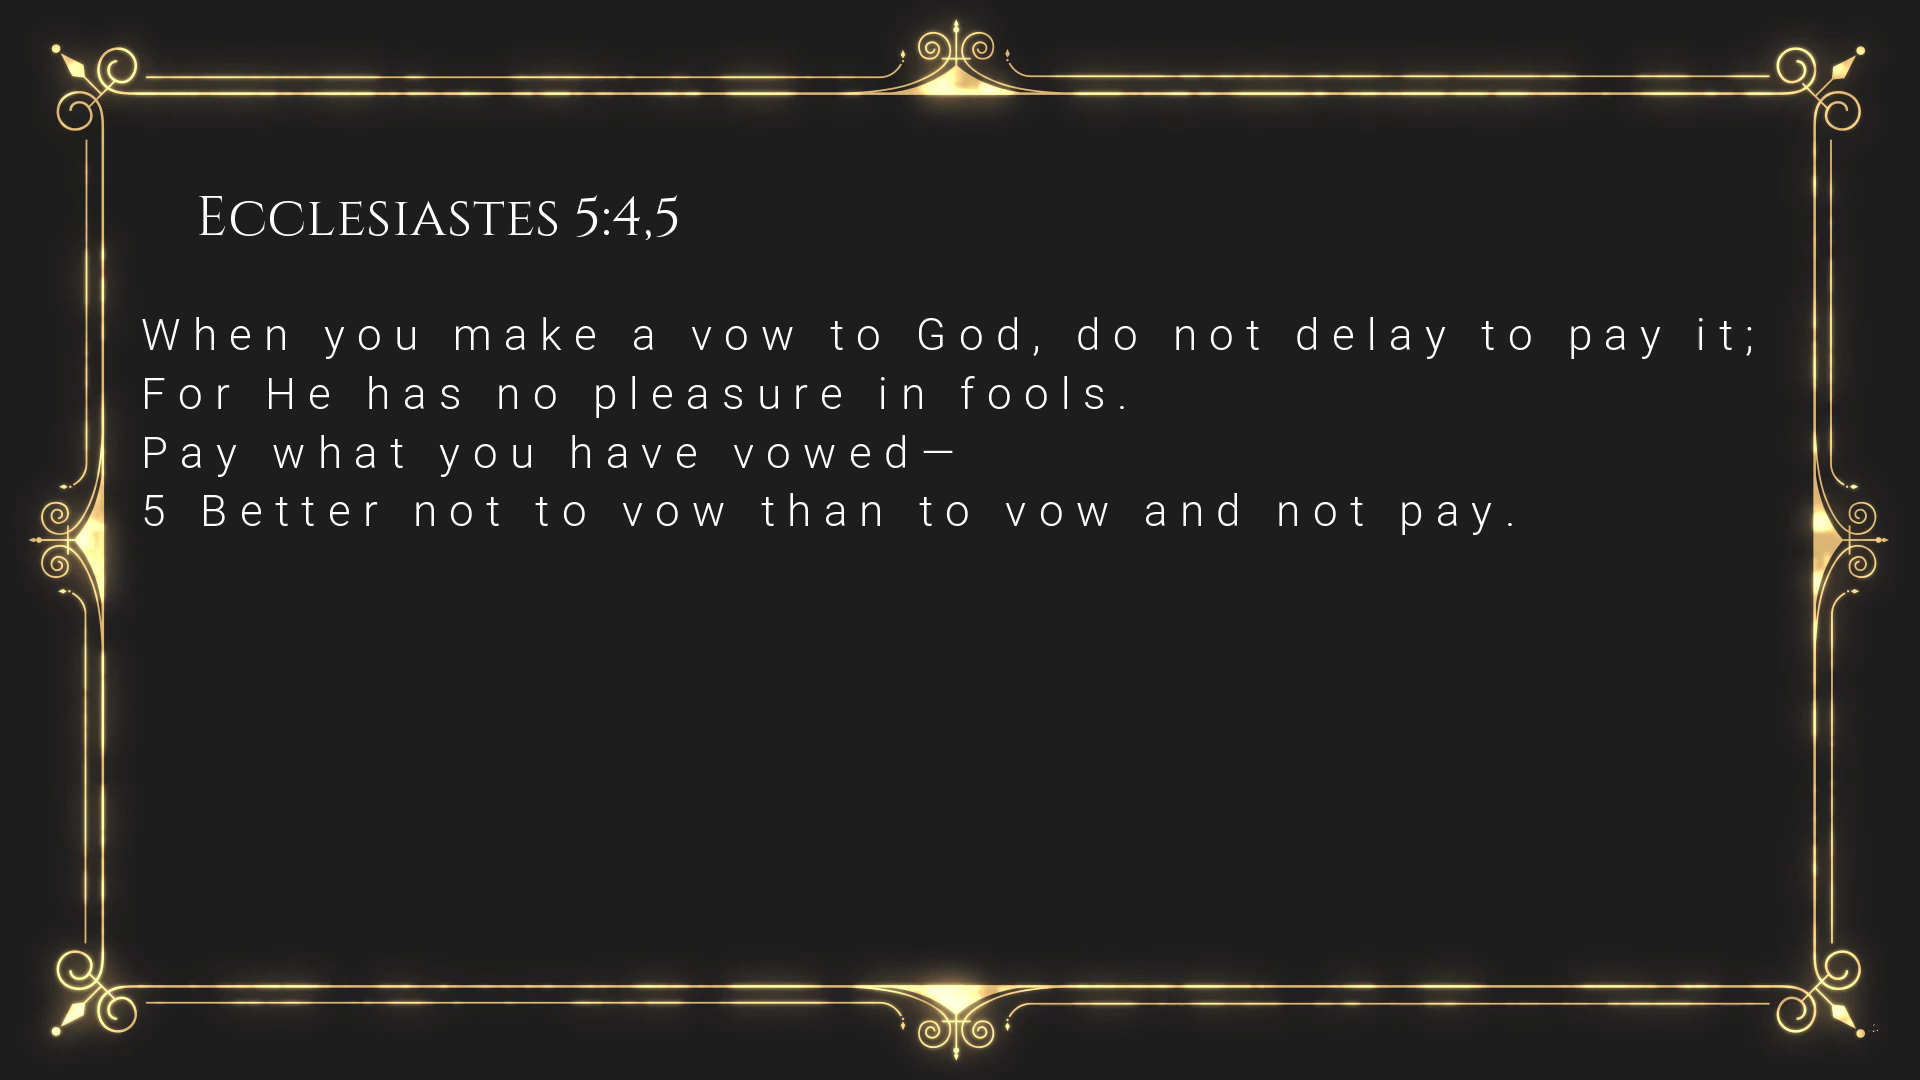 Ecclesiastes 5:4,5
When you make a vow to God, do not delay to pay it;
For He has no pleasure in fools.
Pay what you have vowed—
5 Better not to vow than to vow and not pay.